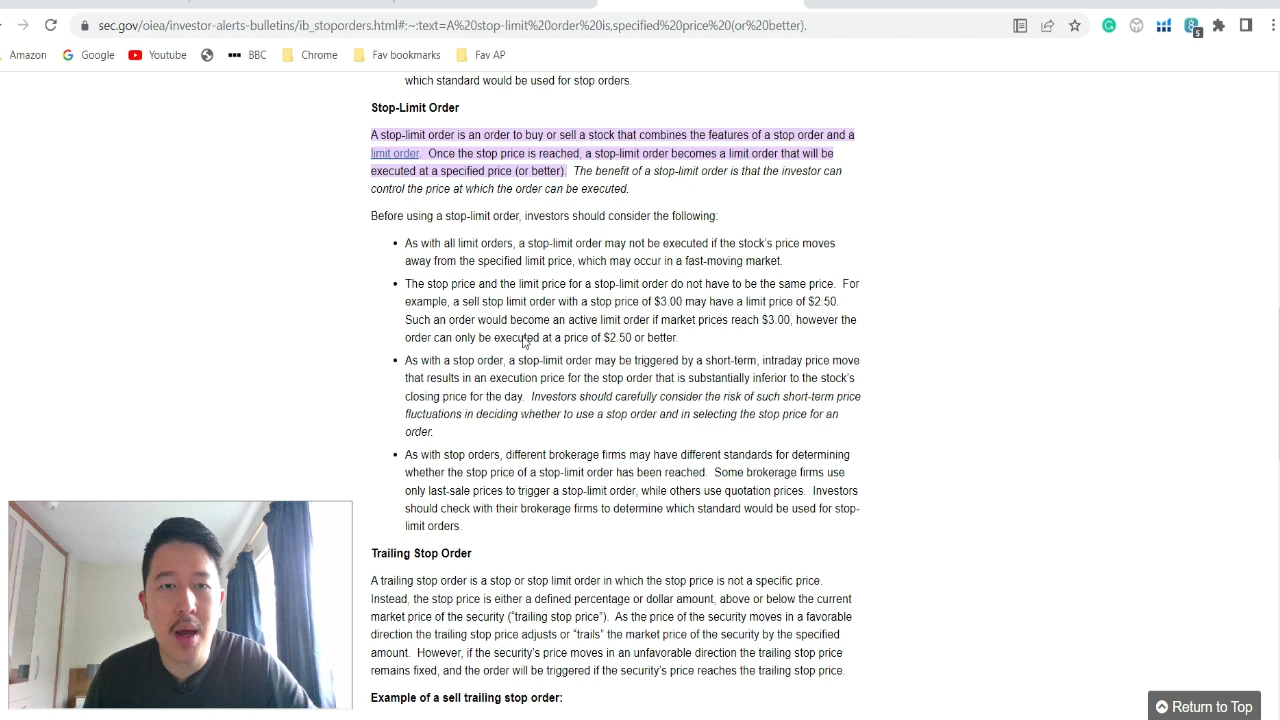 sec.gov/oiea/investor-alerts-bulletins/ib_stoporders.html#:~:text=A%20stop-limit%20order%20is,specified%20price%20(or%20better).
5
Amazon Google Youtube BBC Chrome Fav bookmarks Fav AP
which standard would be used for stop orders.
Stop-Limit Order
A stop-limit order is an order to buy or sell a stock that combines the features of a stop order and a
limit order. Once the stop price is reached, a stop-limit order becomes a limit order that will be
executed at a specified price (or better). The benefit of a stop-limit order is that the investor can
control the price at which the order can be executed.
Before using a stop-limit order, investors should consider the following:
• As with all limit orders, a stop-limit order may not be executed if the stock's price moves
away from the specified limit price, which may occur in a fast-moving market.
• The stop price and the limit price for a stop-limit order do not have to be the same price. For
example, a sell stop limit order with a stop price of $3.00 may have a limit price of $2.50.
Such an order would become an active limit order if market prices reach $3.00, however the
order can only be executed at a price of $2.50 or better.
• As with a stop order, a stop-limit order may be triggered by a short-term, intraday price move
that results in an execution price for the stop order that is substantially inferior to the stock's
closing price for the day. Investors should carefully consider the risk of such short-term price
fluctuations in deciding whether to use a stop order and in selecting the stop price for an
order.
• As with stop orders, different brokerage firms may have different standards for determining
whether the stop price of a stop-limit order has been reached. Some brokerage firms use
only last-sale prices to trigger a stop-limit order, while others use quotation prices. Investors
should check with their brokerage firms to determine which standard would be used for stop-
limit orders.
Trailing Stop Order
A trailing stop order is a stop or stop limit order in which the stop price is not a specific price.
Instead, the stop price is either a defined percentage or dollar amount, above or below the current
market price of the security ("trailing stop price"). As the price of the security moves in a favorable
direction the trailing stop price adjusts or "trails" the market price of the security by the specified
amount. However, if the security's price moves in an unfavorable direction the trailing stop price
remains fixed, and the order will be triggered if the security's price reaches the trailing stop price.
Example of a sell trailing stop order:
Return to Top